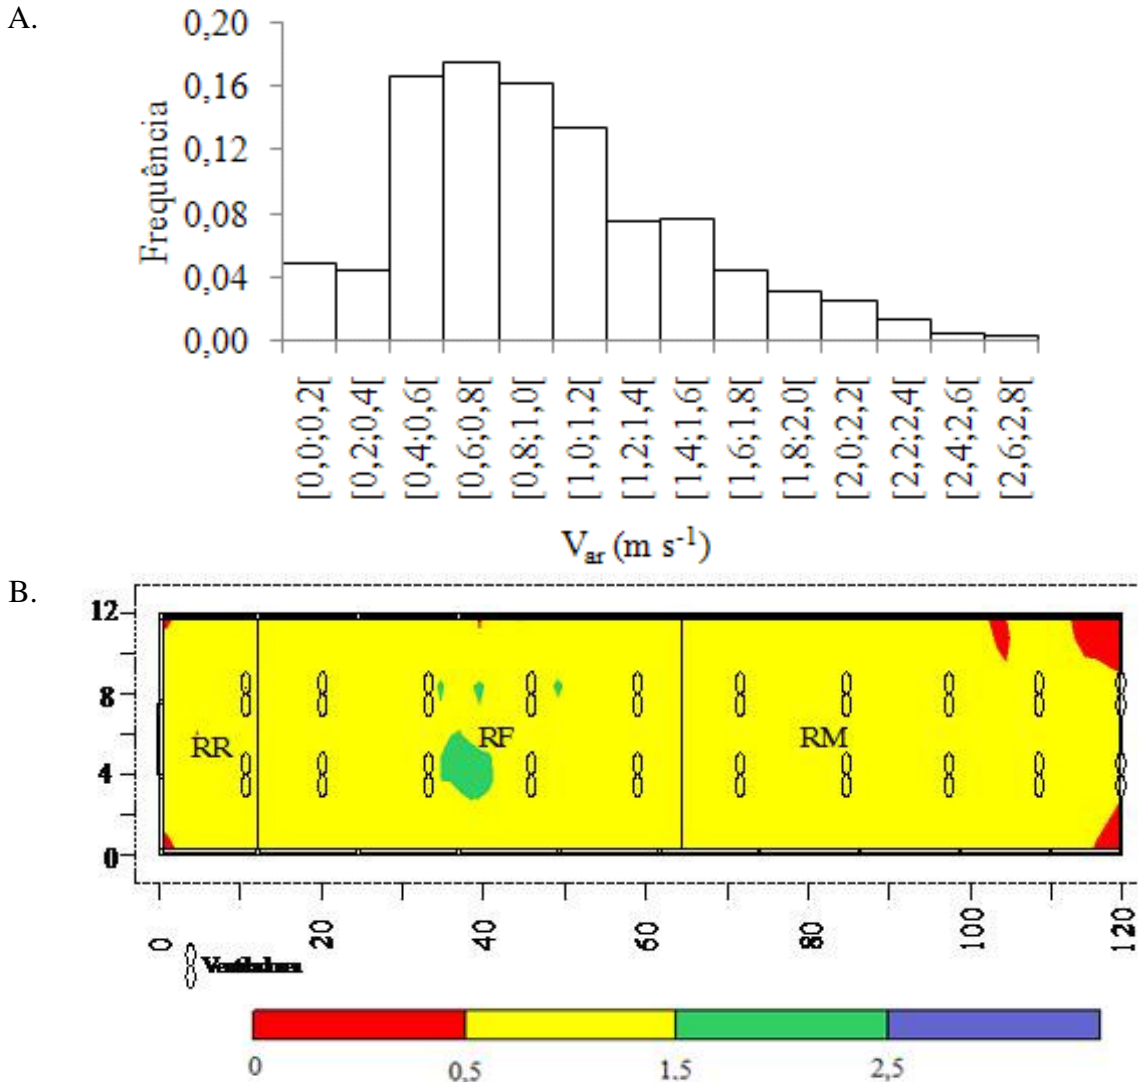 A.
0,20
0,16
0,12
0,08
0,04
0,00
Frequência
[0,0;0,2[
[0,2;0,4[
[0,4;0,6[
[0,6;0,8[
[0,8;1,0[
[1,0;1,2[
[1,2;1,4[
[1,4;1,6[
[1,6;1,8[
[1,8;2,0[
[2,0;2,2[
[2,2;2,4[
[2,4;2,6[
[2,6;2,8[
V_ar (m s⁻¹)
B.
12
8
4
0
RR
RF
RM
0 20 40 60 80 100 120
Ventiladores
0 0,5 1.5 2,5